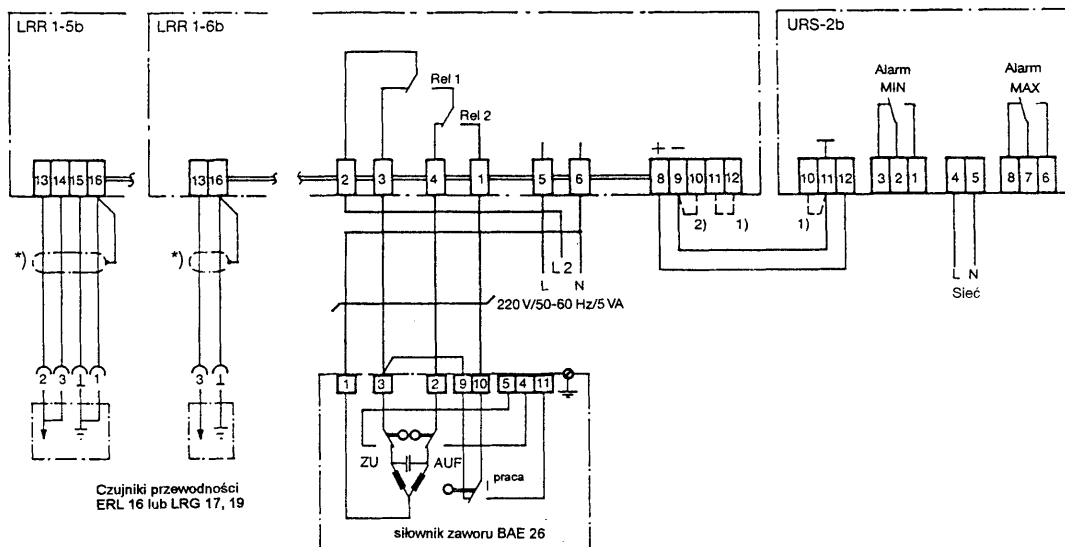 LRR 1-5b
LRR 1-6b
URS-2b
Rel 1
Rel 2
Alarm
MIN
Alarm
MAX
+ −
13 14 15 16
13 16
2 3 4 1 5 6
8 9 10 11 12
10 11 12
3 2 1
4 5
8 7 6
2)
1)
1)
*)
*)
L 2
L N
L N
Sieć
220 V/50-60 Hz/5 VA
2 3 1
3
1 3 2 9 10 5 4 11
ZU
AUF
praca
Czujniki przewodności
ERL 16 lub LRG 17, 19
siłownik zaworu BAE 26